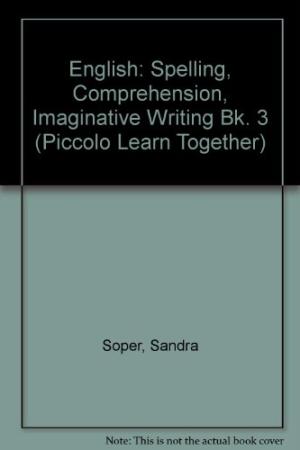 English: Spelling,
Comprehension,
Imaginative Writing Bk. 3
(Piccolo Learn Together)
Soper, Sandra
Note: This is not the actual book cover